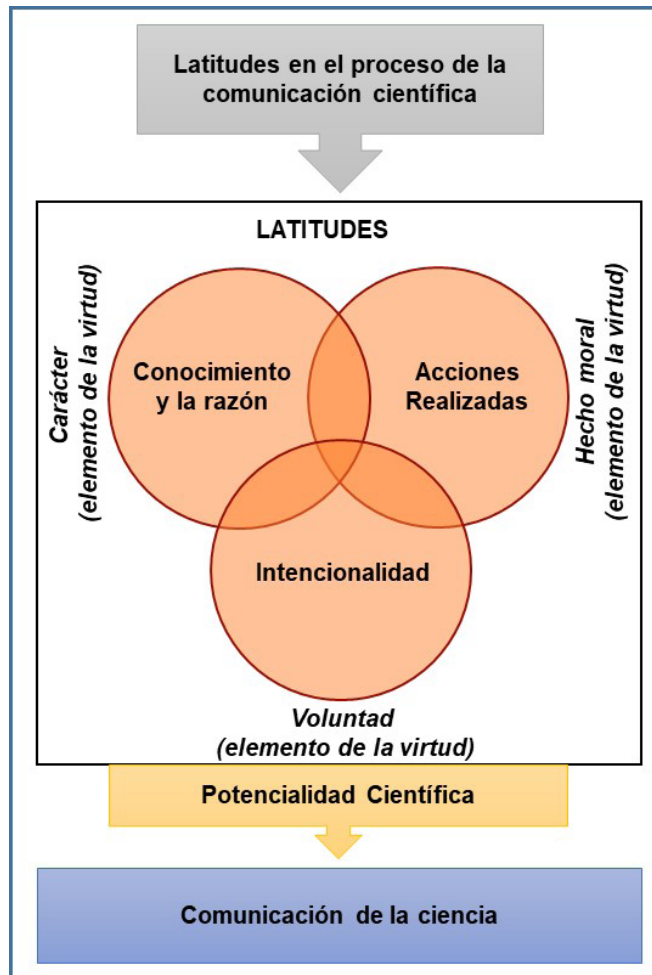 Latitudes en el proceso de la
comunicación científica
LATITUDES
Carácter
(elemento de la virtud)
Conocimiento
y la razón
Acciones
Realizadas
Hecho moral
(elemento de la virtud)
Intencionalidad
Voluntad
(elemento de la virtud)
Potencialidad Científica
Comunicación de la ciencia